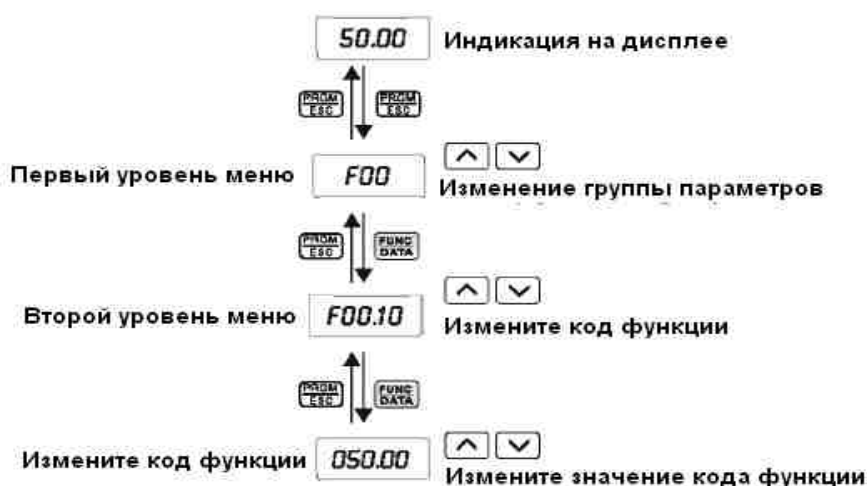 50.00 Индикация на дисплее
PRGM ESC PRGM ESC
Первый уровень меню F00
Изменение группы параметров
PRGM ESC FUNC DATA
Второй уровень меню F00.10
Измените код функции
PRGM ESC FUNC DATA
Измените код функции 050.00
Измените значение кода функции